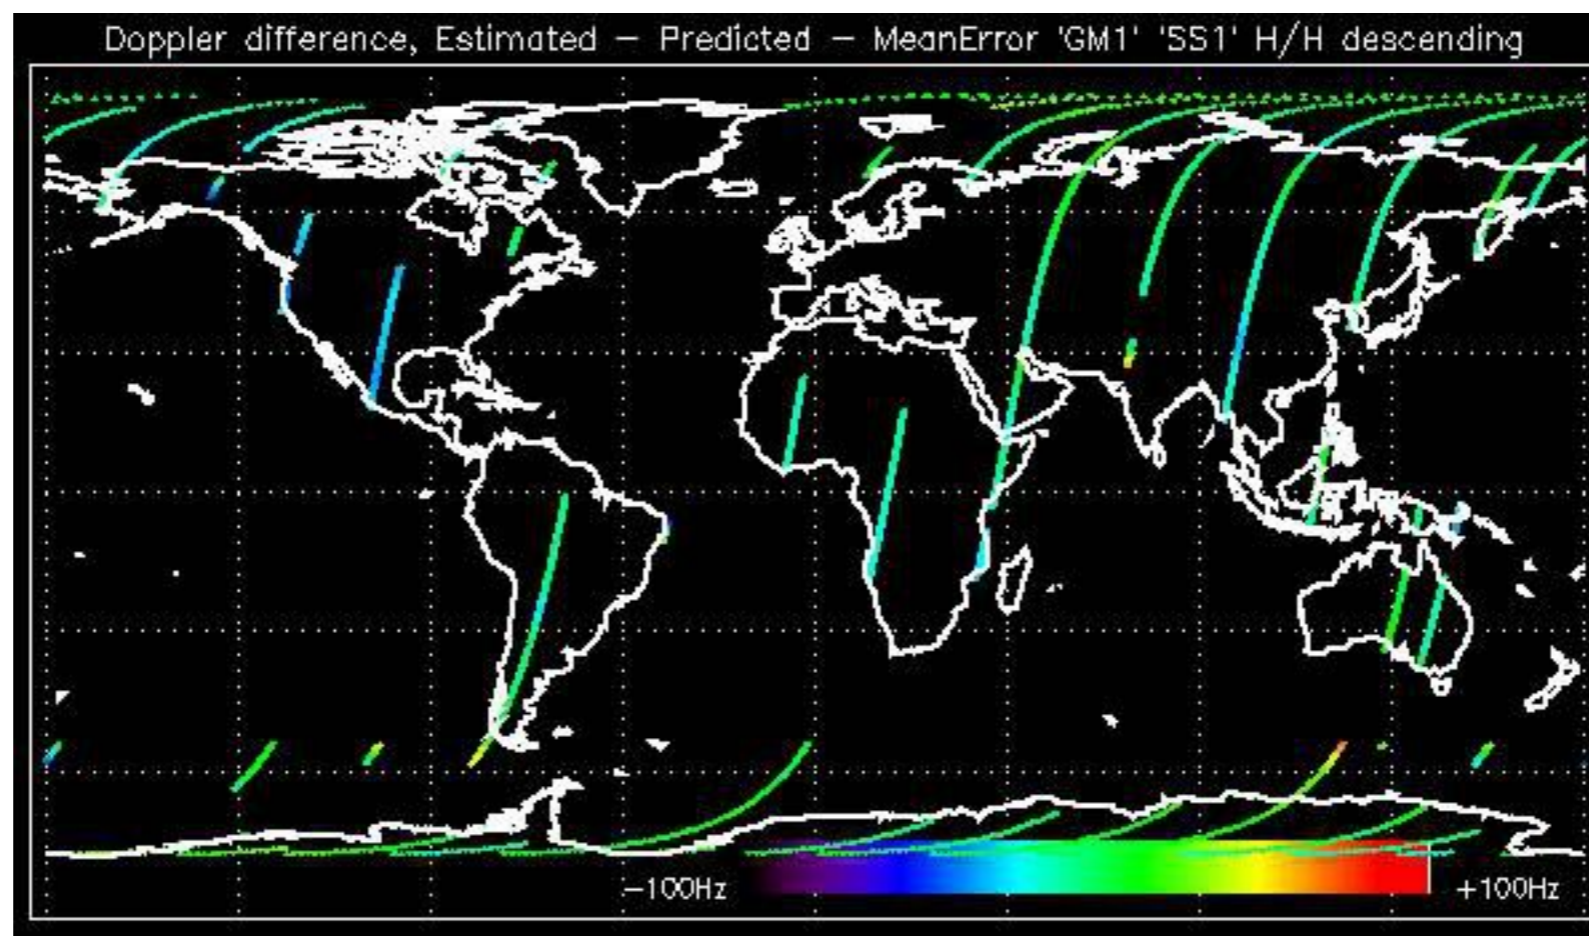 Doppler difference, Estimated – Predicted – MeanError 'GM1' 'SS1' H/H descending
–100Hz
+100Hz